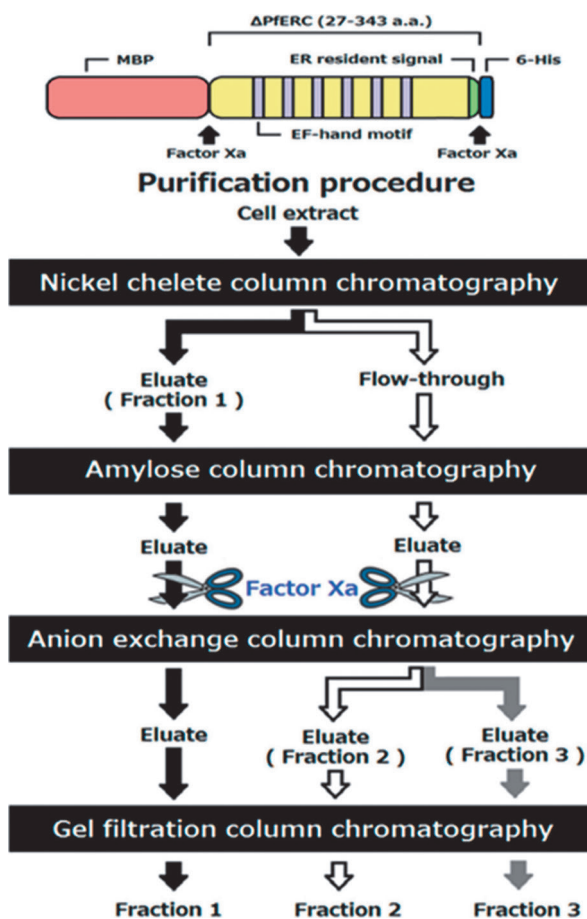 ΔPfERC (27-343 a.a.)
MBP
ER resident signal
6-His
EF-hand motif
Factor Xa
Factor Xa
Purification procedure
Cell extract
Nickel chelete column chromatography
Eluate
( Fraction 1 )
Flow-through
Amylose column chromatography
Eluate
Eluate
Factor Xa
Anion exchange column chromatography
Eluate
Eluate
( Fraction 2 )
Eluate
( Fraction 3 )
Gel filtration column chromatography
Fraction 1
Fraction 2
Fraction 3